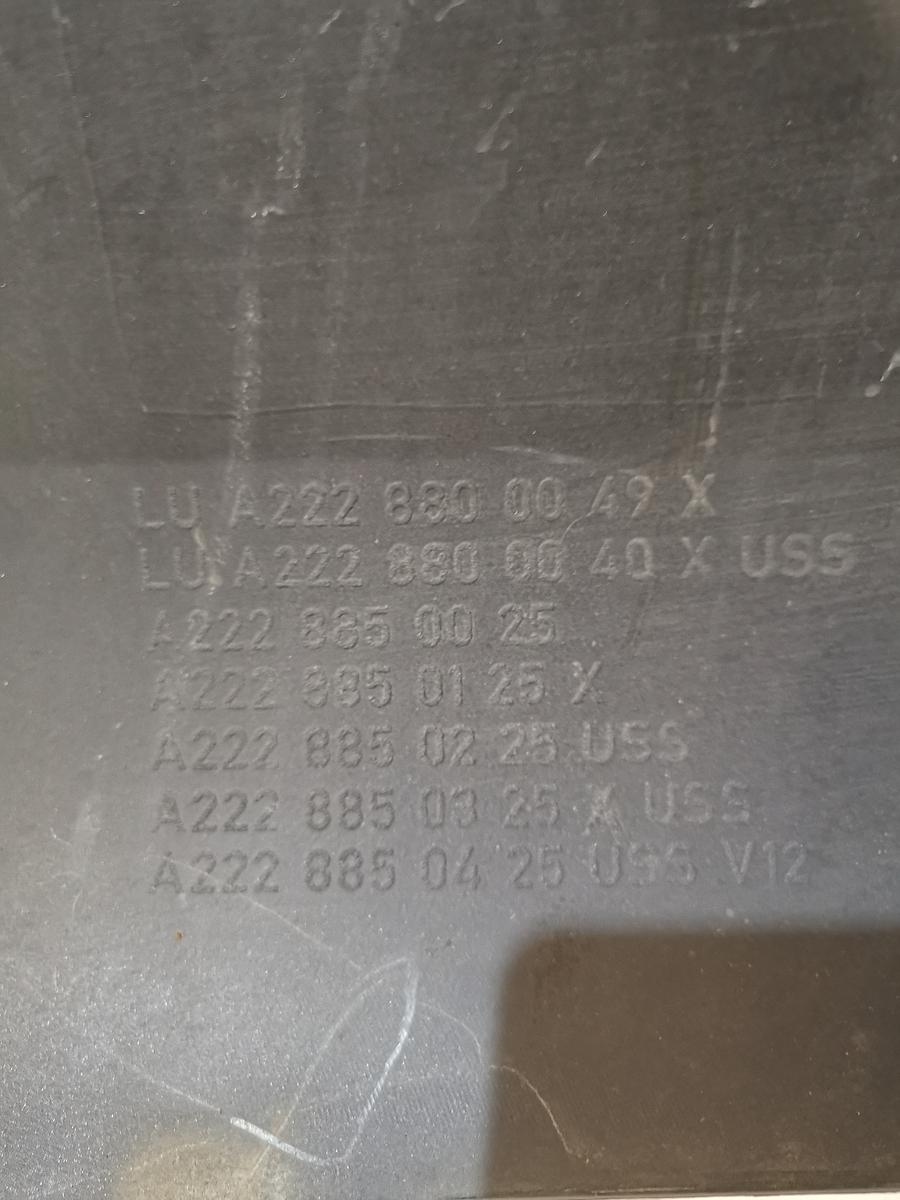 LU A222 880 00 49 X
LU A222 880 00 40 X USS
A222 885 00 25
A222 885 01 25 X
A222 885 02 25 USS
A222 885 03 25 X USS
A222 885 04 25 USS V12